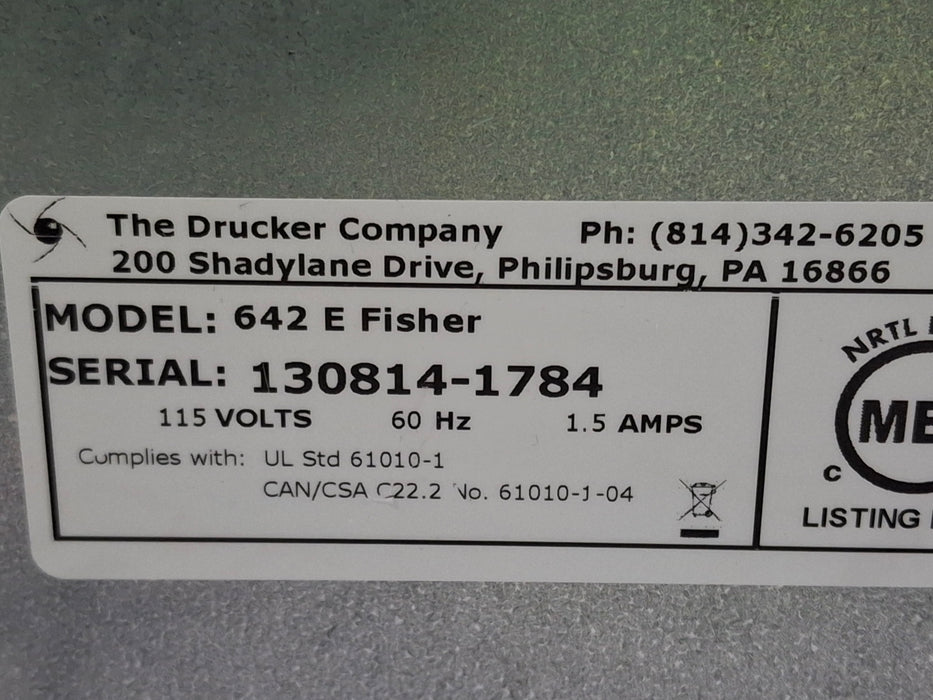 The Drucker Company Ph: (814)342-6205
200 Shadylane Drive, Philipsburg, PA 16866
MODEL: 642 E Fisher
SERIAL: 130814-1784
115 VOLTS 60 Hz 1.5 AMPS
Complies with: UL Std 61010-1
CAN/CSA C22.2 No. 61010-1-04
NRTL
ME
C
LISTING